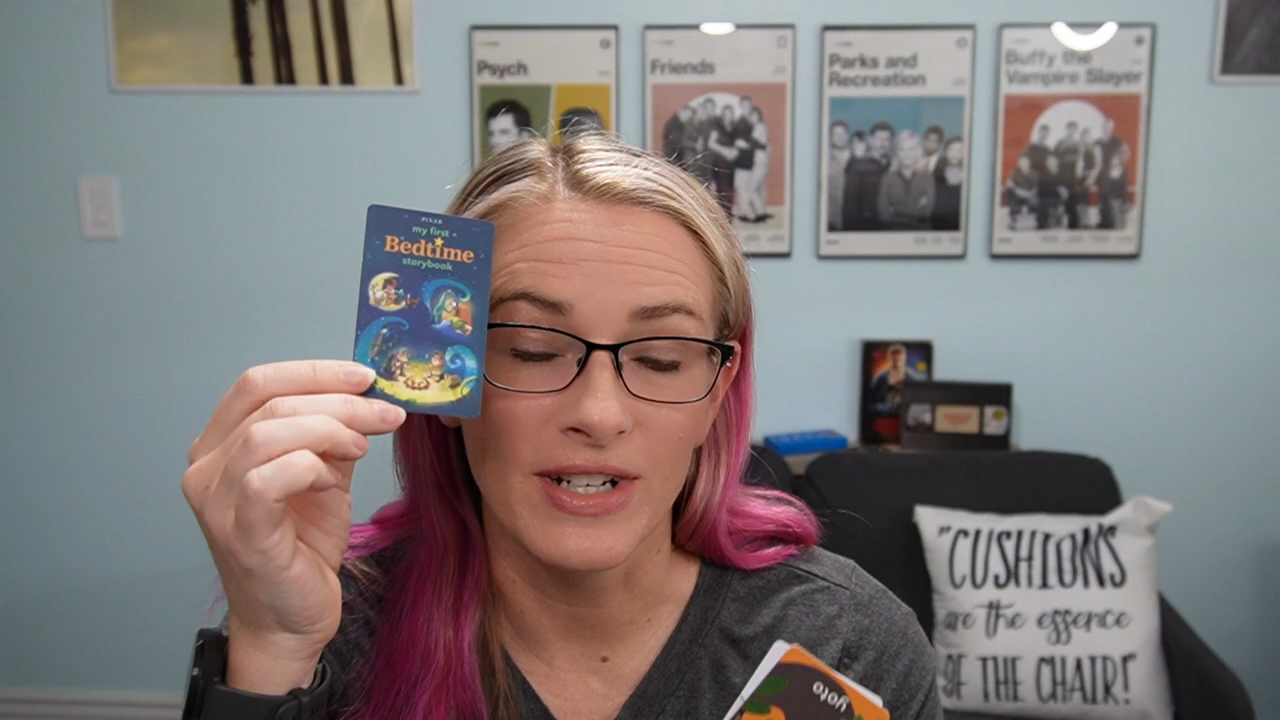 Psych
Friends
Parks and
Recreation
Buffy the
Vampire Slayer
PIXAR
my first
Bedtime
storybook
"CUSHIONS
are the essence
OF THE CHAIR!
yoto